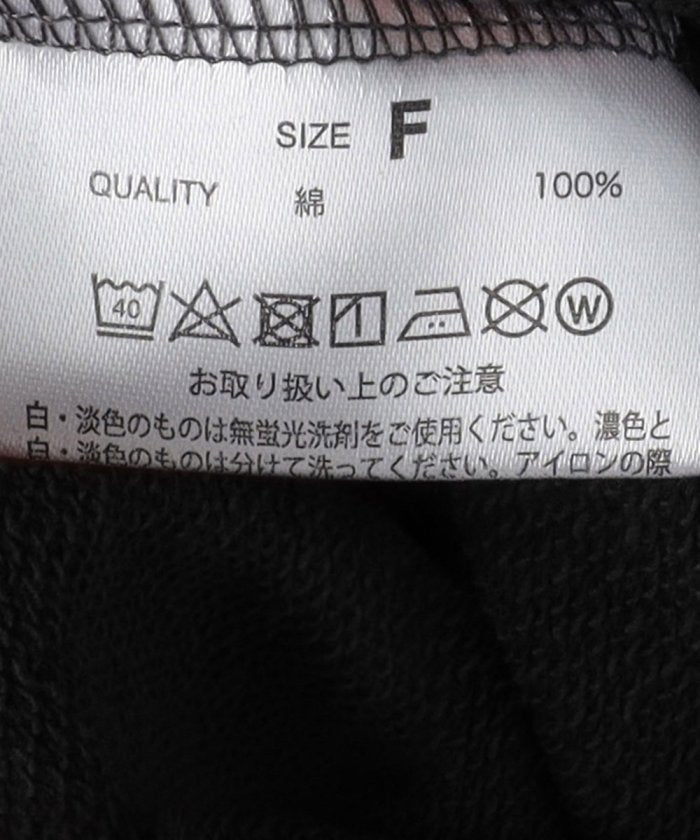 SIZE F
QUALITY 綿 100%
40 W
お取り扱い上のご注意
白・淡色のものは無蛍光洗剤をご使用ください。濃色と
白・淡色のものは分けて洗ってください。アイロンの際